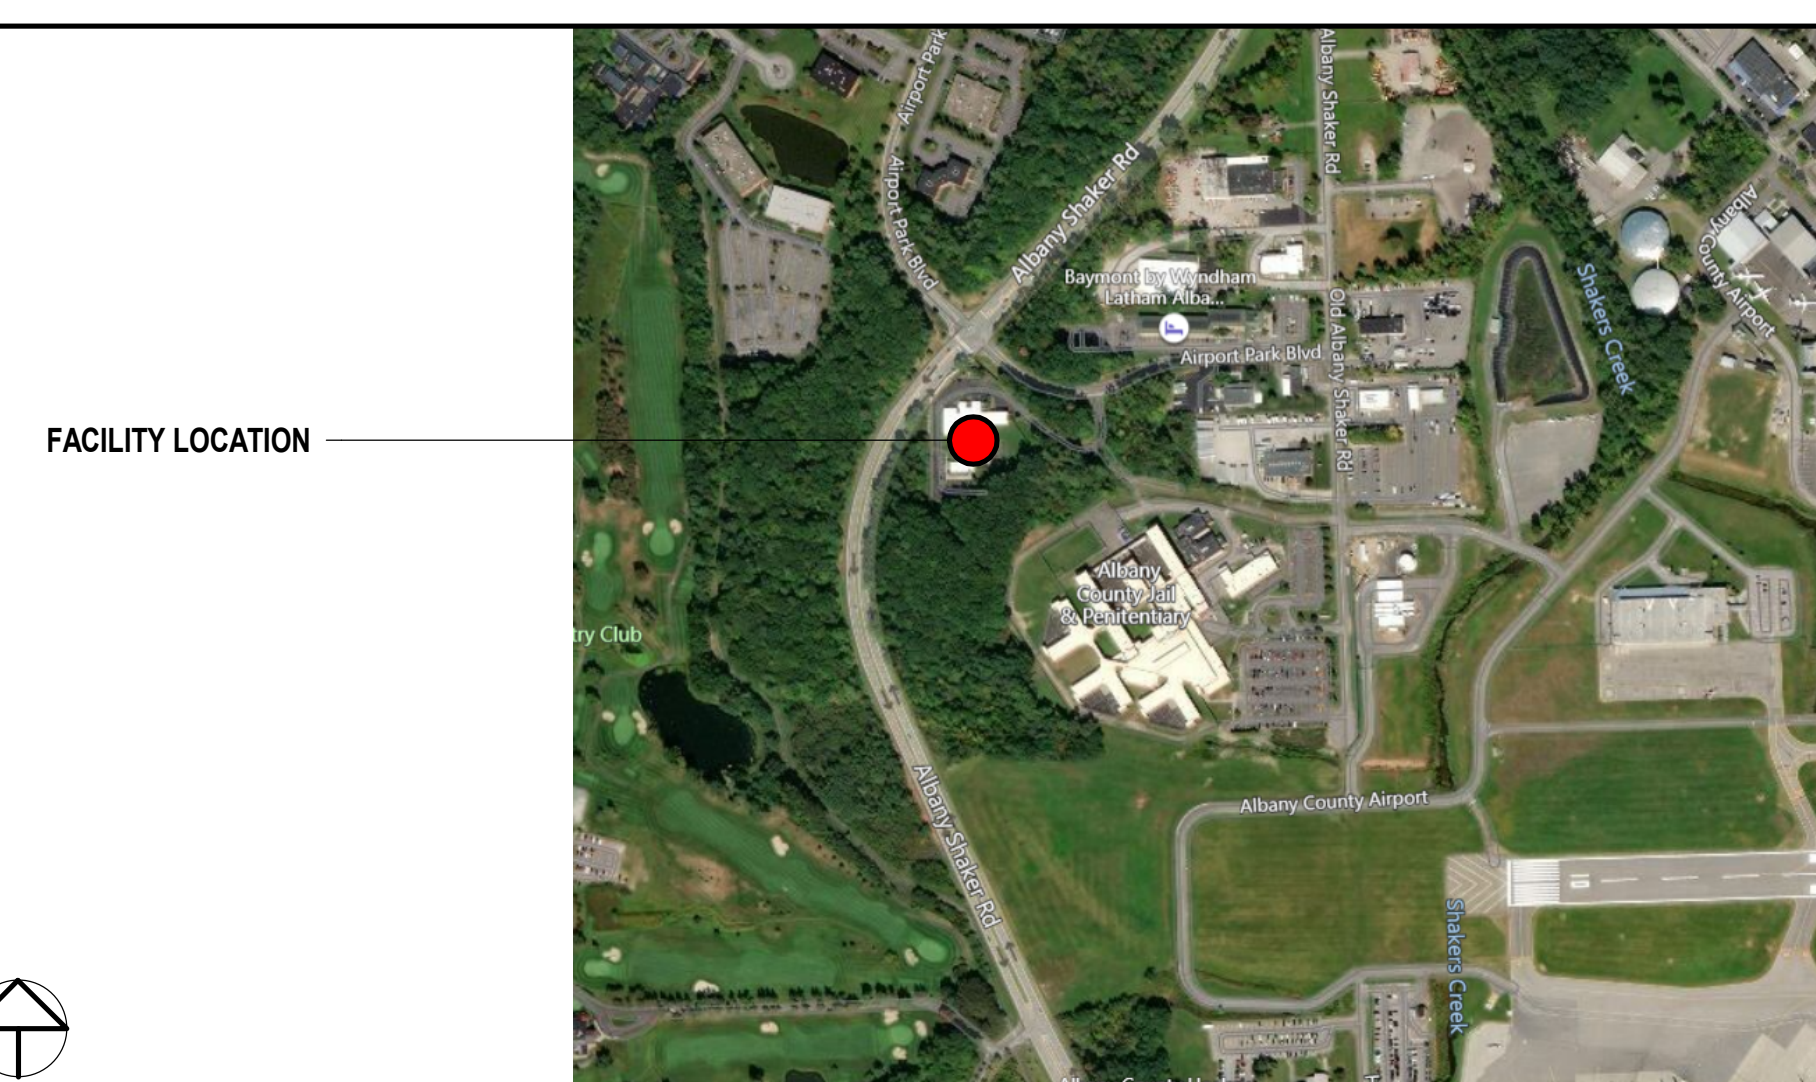 Airport Park
Albany Shaker Rd
Airport Park Blvd
Albany Shaker Rd
Albany
County Airport
Baymont by Wyndham
Latham Alba...
Shakers Creek
Old Albany Shaker Rd
Airport Park Blvd
FACILITY LOCATION
Albany
County Jail
& Penitentiary
try Club
Albany County Airport
Albany Shaker Rd
Shakers Creek